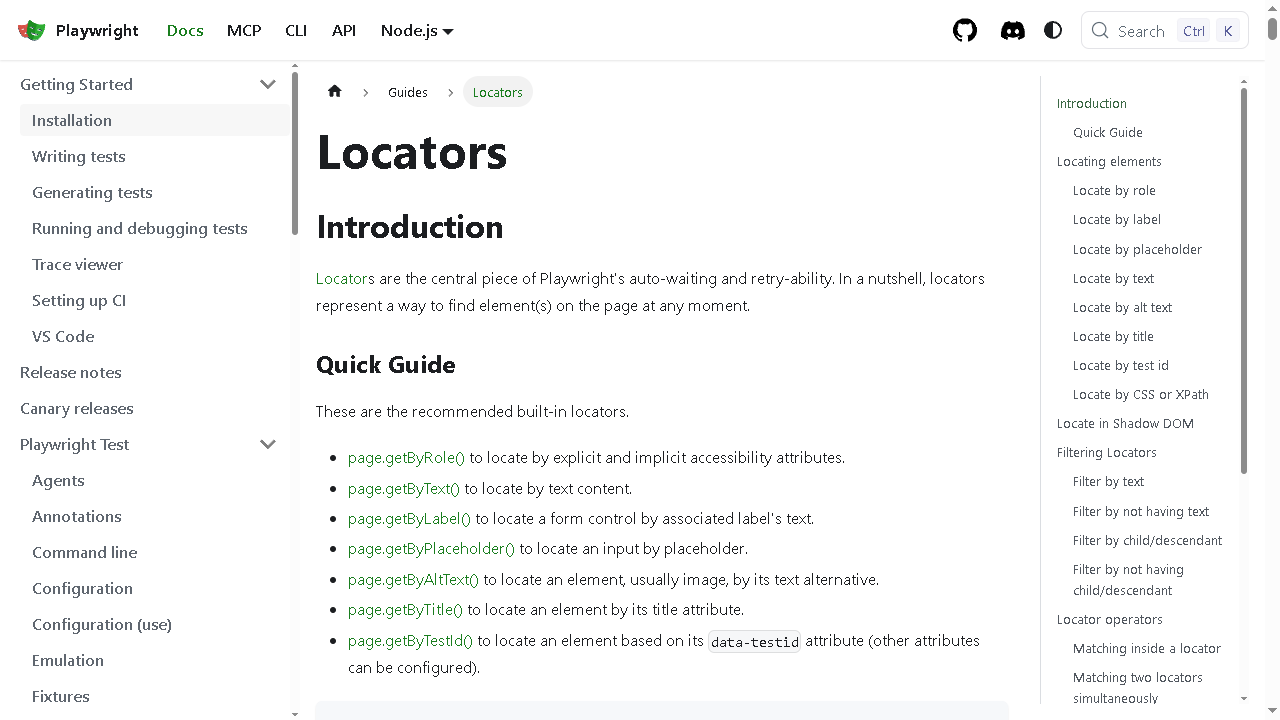 Playwright
Docs
MCP
CLI
API
Node.js
Search
Ctrl
K
Getting Started
Installation
Writing tests
Generating tests
Running and debugging tests
Trace viewer
Setting up CI
VS Code
Release notes
Canary releases
Playwright Test
Agents
Annotations
Command line
Configuration
Configuration (use)
Emulation
Fixtures
Guides
Locators
Locators
Introduction
Locators are the central piece of Playwright's auto-waiting and retry-ability. In a nutshell, locators
represent a way to find element(s) on the page at any moment.
Quick Guide
These are the recommended built-in locators.
page.getByRole() to locate by explicit and implicit accessibility attributes.
page.getByText() to locate by text content.
page.getByLabel() to locate a form control by associated label's text.
page.getByPlaceholder() to locate an input by placeholder.
page.getByAltText() to locate an element, usually image, by its text alternative.
page.getByTitle() to locate an element by its title attribute.
page.getByTestId() to locate an element based on its data-testid attribute (other attributes
can be configured).
Introduction
Quick Guide
Locating elements
Locate by role
Locate by label
Locate by placeholder
Locate by text
Locate by alt text
Locate by title
Locate by test id
Locate by CSS or XPath
Locate in Shadow DOM
Filtering Locators
Filter by text
Filter by not having text
Filter by child/descendant
Filter by not having
child/descendant
Locator operators
Matching inside a locator
Matching two locators
simultaneously